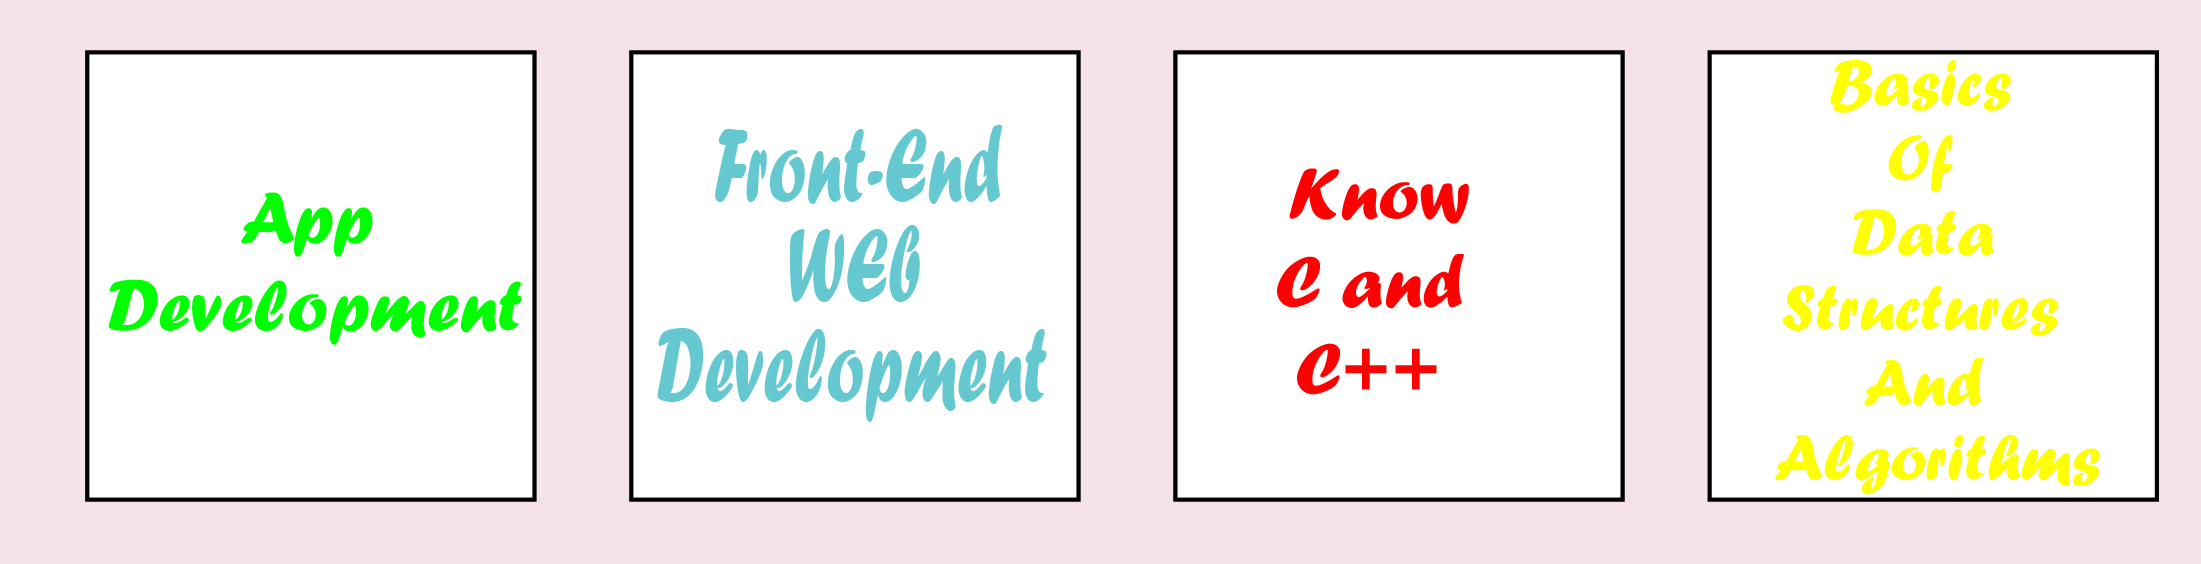 App
Development
Front-End
WEb
Development
Know
C and
C++
Basics
Of
Data
Structures
And
Algorithms